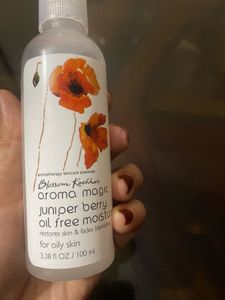 aromatherapy skincare essentials
Blossom Kochhar
aroma magic
juniper berry
oil free moistu
restores skin & fades blemishe
for oily skin
3.38 fl OZ / 100 ml